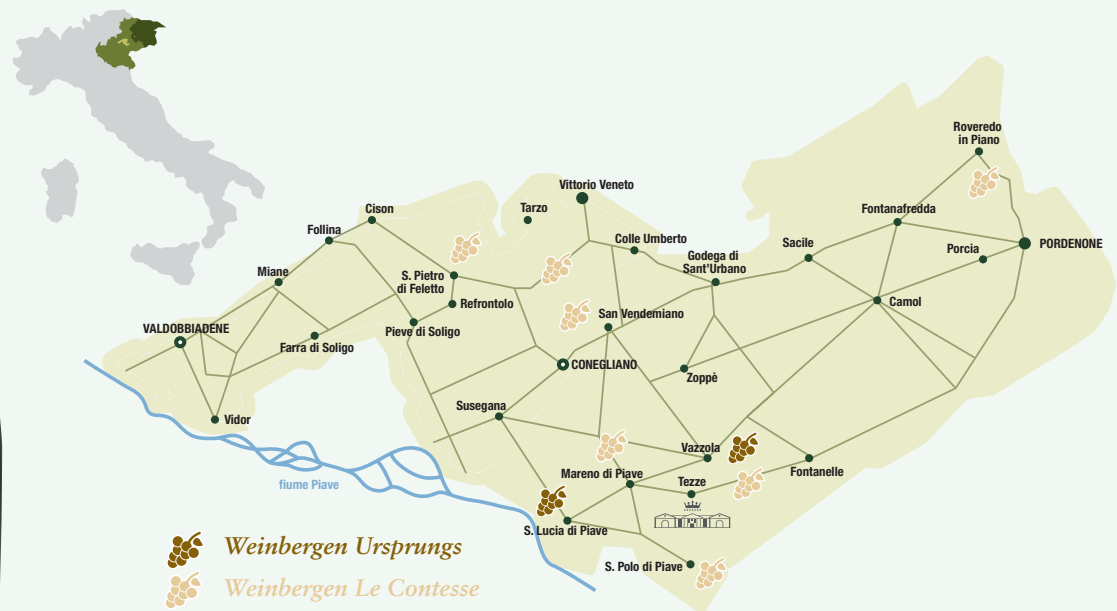 Roveredo
in Piano
Vittorio Veneto
Cison
Tarzo
Fontanafredda
Follina
Colle Umberto
Sacile
Porcia
PORDENONE
Godega di
Sant'Urbano
Miane
S. Pietro
di Feletto
Refrontolo
Camol
San Vendemiano
VALDOBBIADENE
Pieve di Soligo
Farra di Soligo
CONEGLIANO
Zoppè
Susegana
Vidor
Vazzola
Mareno di Piave
Tezze
Fontanelle
fiume Piave
S. Lucia di Piave
S. Polo di Piave
Weinbergen Ursprungs
Weinbergen Le Contesse